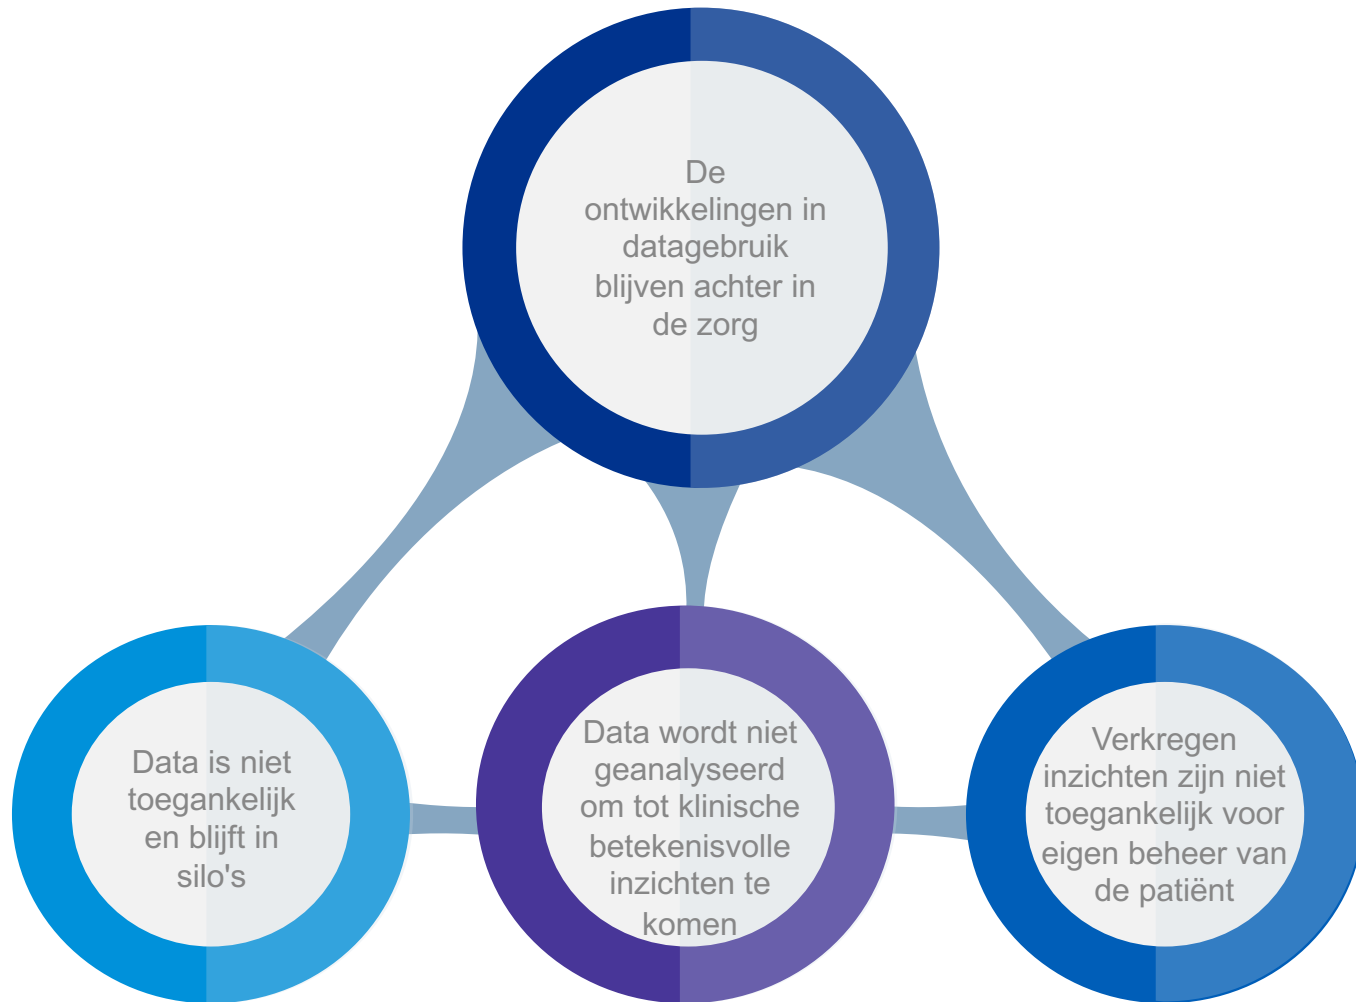 De
ontwikkelingen in
datagebruik
blijven achter in
de zorg
Data is niet
toegankelijk
en blijft in
silo's
Data wordt niet
geanalyseerd
om tot klinische
betekenisvolle
inzichten te
komen
Verkregen
inzichten zijn niet
toegankelijk voor
eigen beheer van
de patiënt